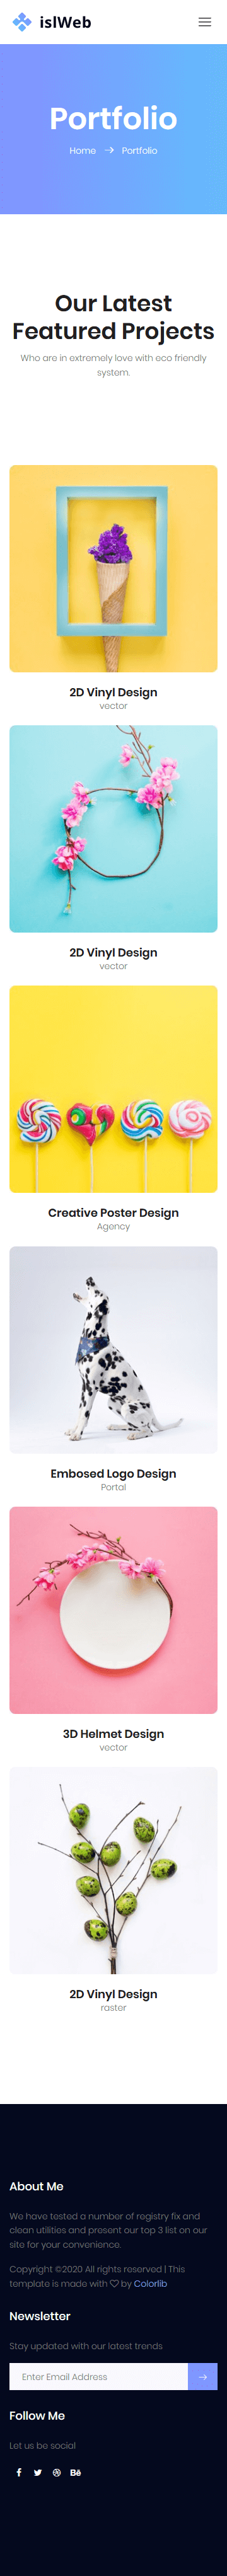 islWeb
Portfolio
Home → Portfolio
Our Latest
Featured Projects
Who are in extremely love with eco friendly
system.
2D Vinyl Design
vector
2D Vinyl Design
vector
Creative Poster Design
Agency
Embosed Logo Design
Portal
3D Helmet Design
vector
2D Vinyl Design
raster
About Me
We have tested a number of registry fix and
clean utilities and present our top 3 list on our
site for your convenience.
Copyright ©2020 All rights reserved | This
template is made with ♡ by Colorlib
Newsletter
Stay updated with our latest trends
Enter Email Address →
Follow Me
Let us be social
Bē